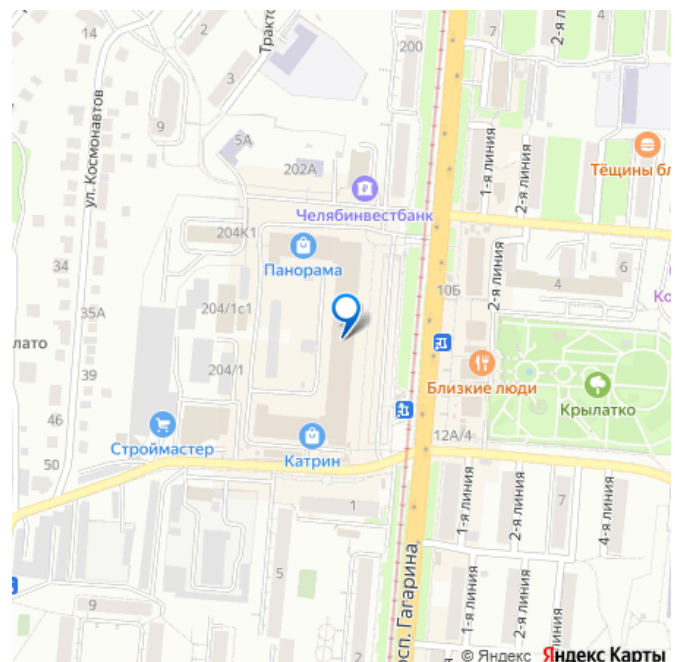 14
2
3
Тракто
200
7
2-я л
ул. Космонавтов
9
5А
202А
1-я линия
2-я линия
Тёщины бл
Челябинвестбанк
204К1
Панорама
34
10Б
2-я линия
4
6
Ко
35А
204/1с1
лато
39
204/1
Близкие люди
Крылатко
46
Строймастер
Катрин
12А/4
50
1
1-я линия
2-я линия
7
4-я линия
5
9
осп. Гагарина
1-я линия
2-я линия
линия
© Яндекс Яндекс Карты